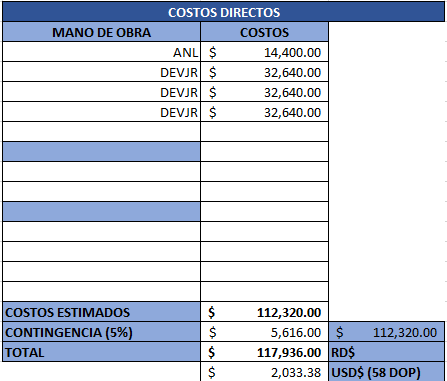 COSTOS DIRECTOS
MANO DE OBRA COSTOS
ANL $ 14,400.00
DEVJR $ 32,640.00
DEVJR $ 32,640.00
DEVJR $ 32,640.00
COSTOS ESTIMADOS $ 112,320.00
CONTINGENCIA (5%) $ 5,616.00 $ 112,320.00
TOTAL $ 117,936.00 RD$
$ 2,033.38 USD$ (58 DOP)